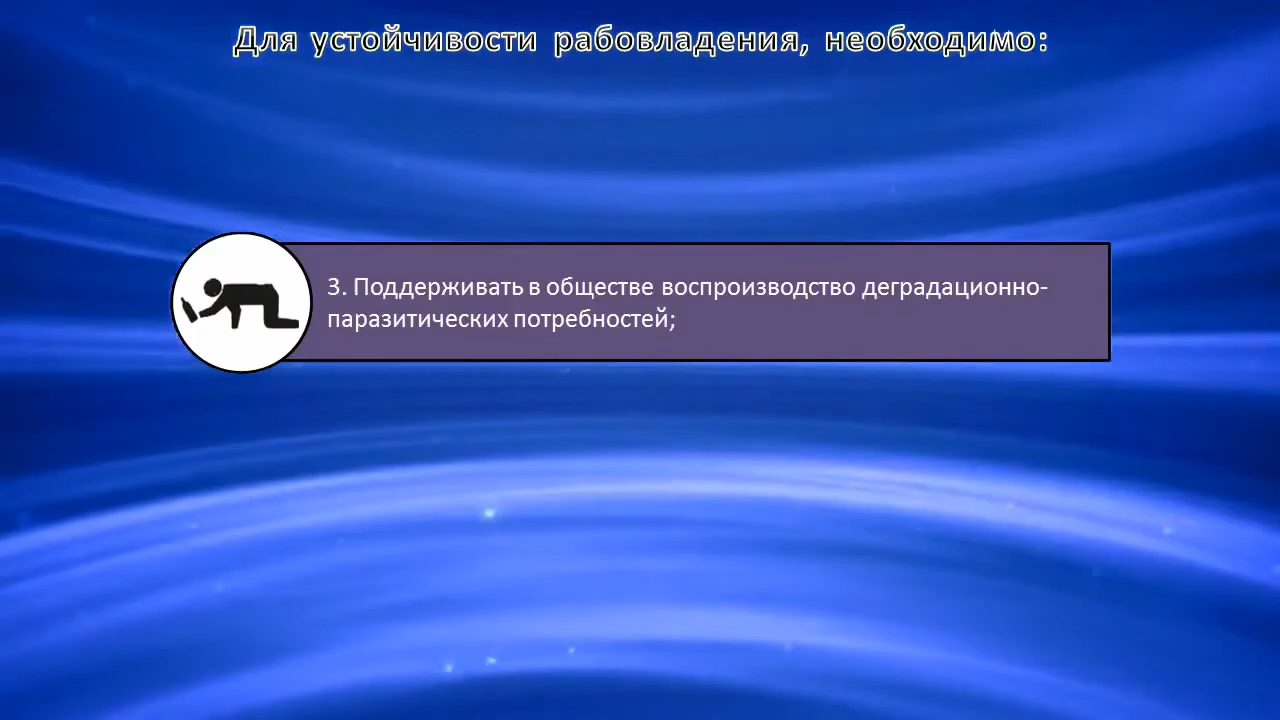 Для устойчивости рабовладения, необходимо:
3. Поддерживать в обществе воспроизводство деградационно-
паразитических потребностей;